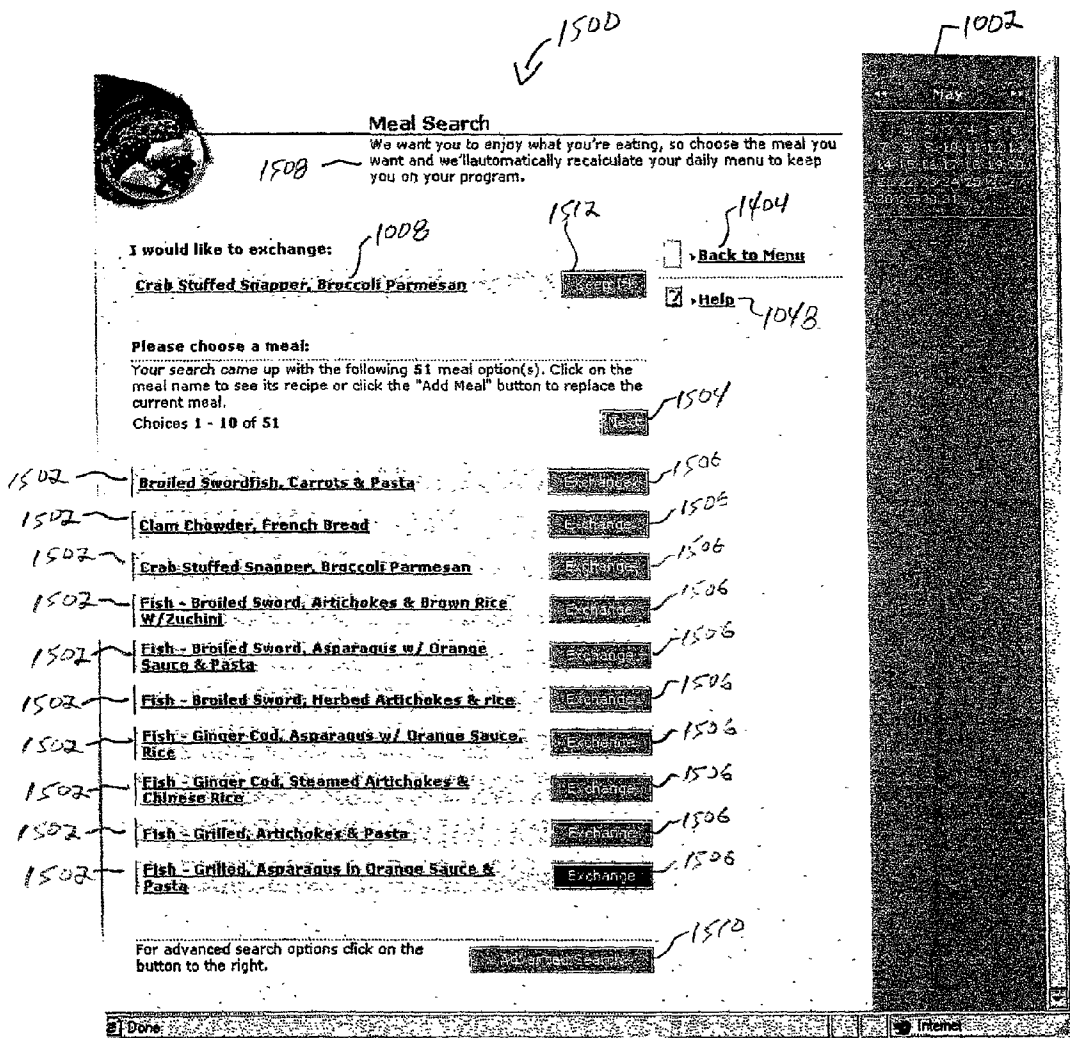 1500
1002
May
Meal Search
We want you to enjoy what you're eating, so choose the meal you
1508 want and we'llautomatically recalculate your daily menu to keep
you on your program.
1512
1404
I would like to exchange:
1008
Back to Menu
Crab Stuffed Snapper, Broccoli Parmesan
Help 1048
Please choose a meal:
Your search came up with the following 51 meal option(s). Click on the
meal name to see its recipe or click the "Add Meal" button to replace the
current meal.
1504
Choices 1 - 10 of 51
Next
1502 Broiled Swordfish, Carrots & Pasta Exchange 1506
1502 Clam Chowder, French Bread Exchange 1506
1502 Crab Stuffed Snapper, Broccoli Parmesan Exchange 1506
1502 Fish - Broiled Sword, Artichokes & Brown Rice Exchange 1506
W/Zuchini
1502 Fish - Broiled Sword, Asparagus w/ Orange Exchange 1506
Sauce & Pasta
1502 Fish - Broiled Sword, Herbed Artichokes & rice Exchange 1506
1502 Fish - Ginger Cod, Asparagus w/ Orange Sauce, Exchange 1506
Rice
1502 Fish - Ginger Cod, Steamed Artichokes & Exchange 1506
Chinese Rice
1502 Fish - Grilled, Artichokes & Pasta Exchange 1506
1502 Fish - Grilled, Asparagus in Orange Sauce & Exchange 1506
Pasta
1510
For advanced search options click on the
button to the right.
Advanced Search
Done
Internet